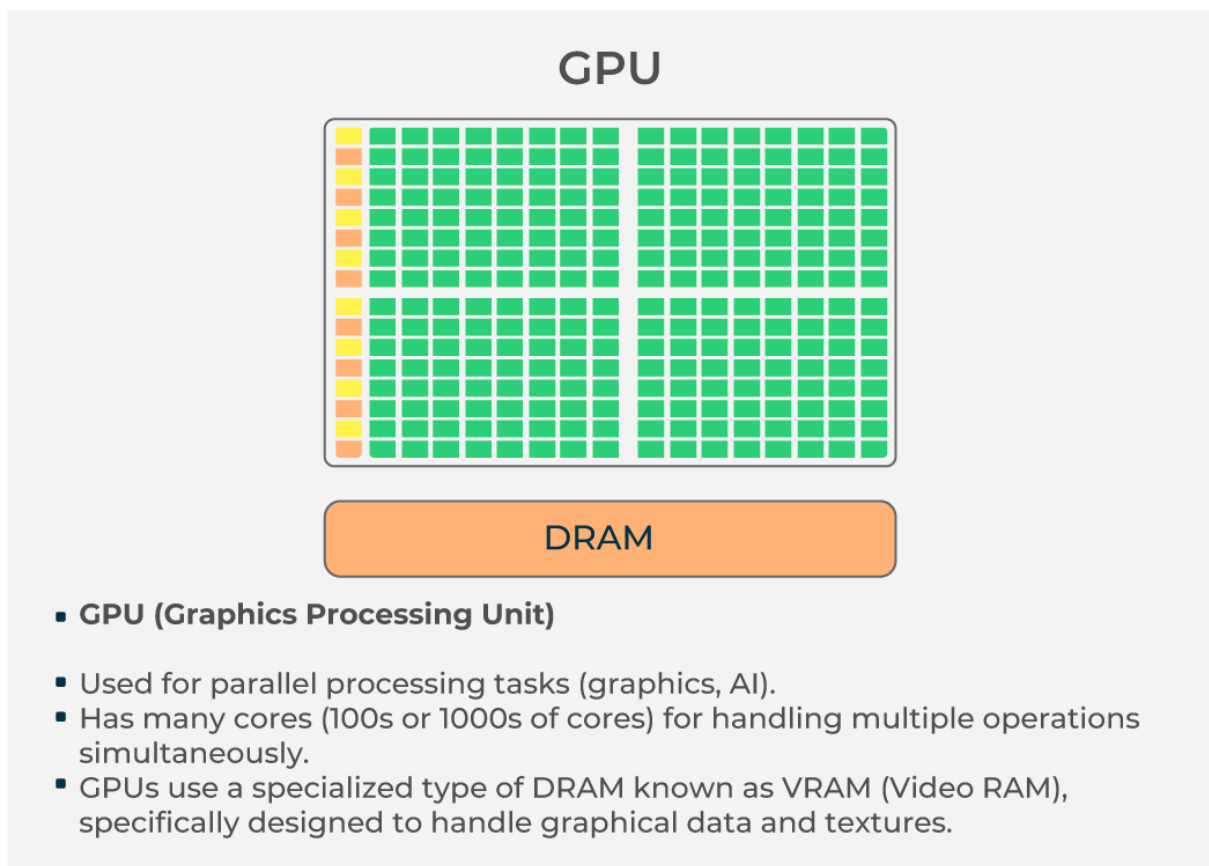 GPU
DRAM
▪ GPU (Graphics Processing Unit)
▪ Used for parallel processing tasks (graphics, AI).
▪ Has many cores (100s or 1000s of cores) for handling multiple operations
simultaneously.
▪ GPUs use a specialized type of DRAM known as VRAM (Video RAM),
specifically designed to handle graphical data and textures.